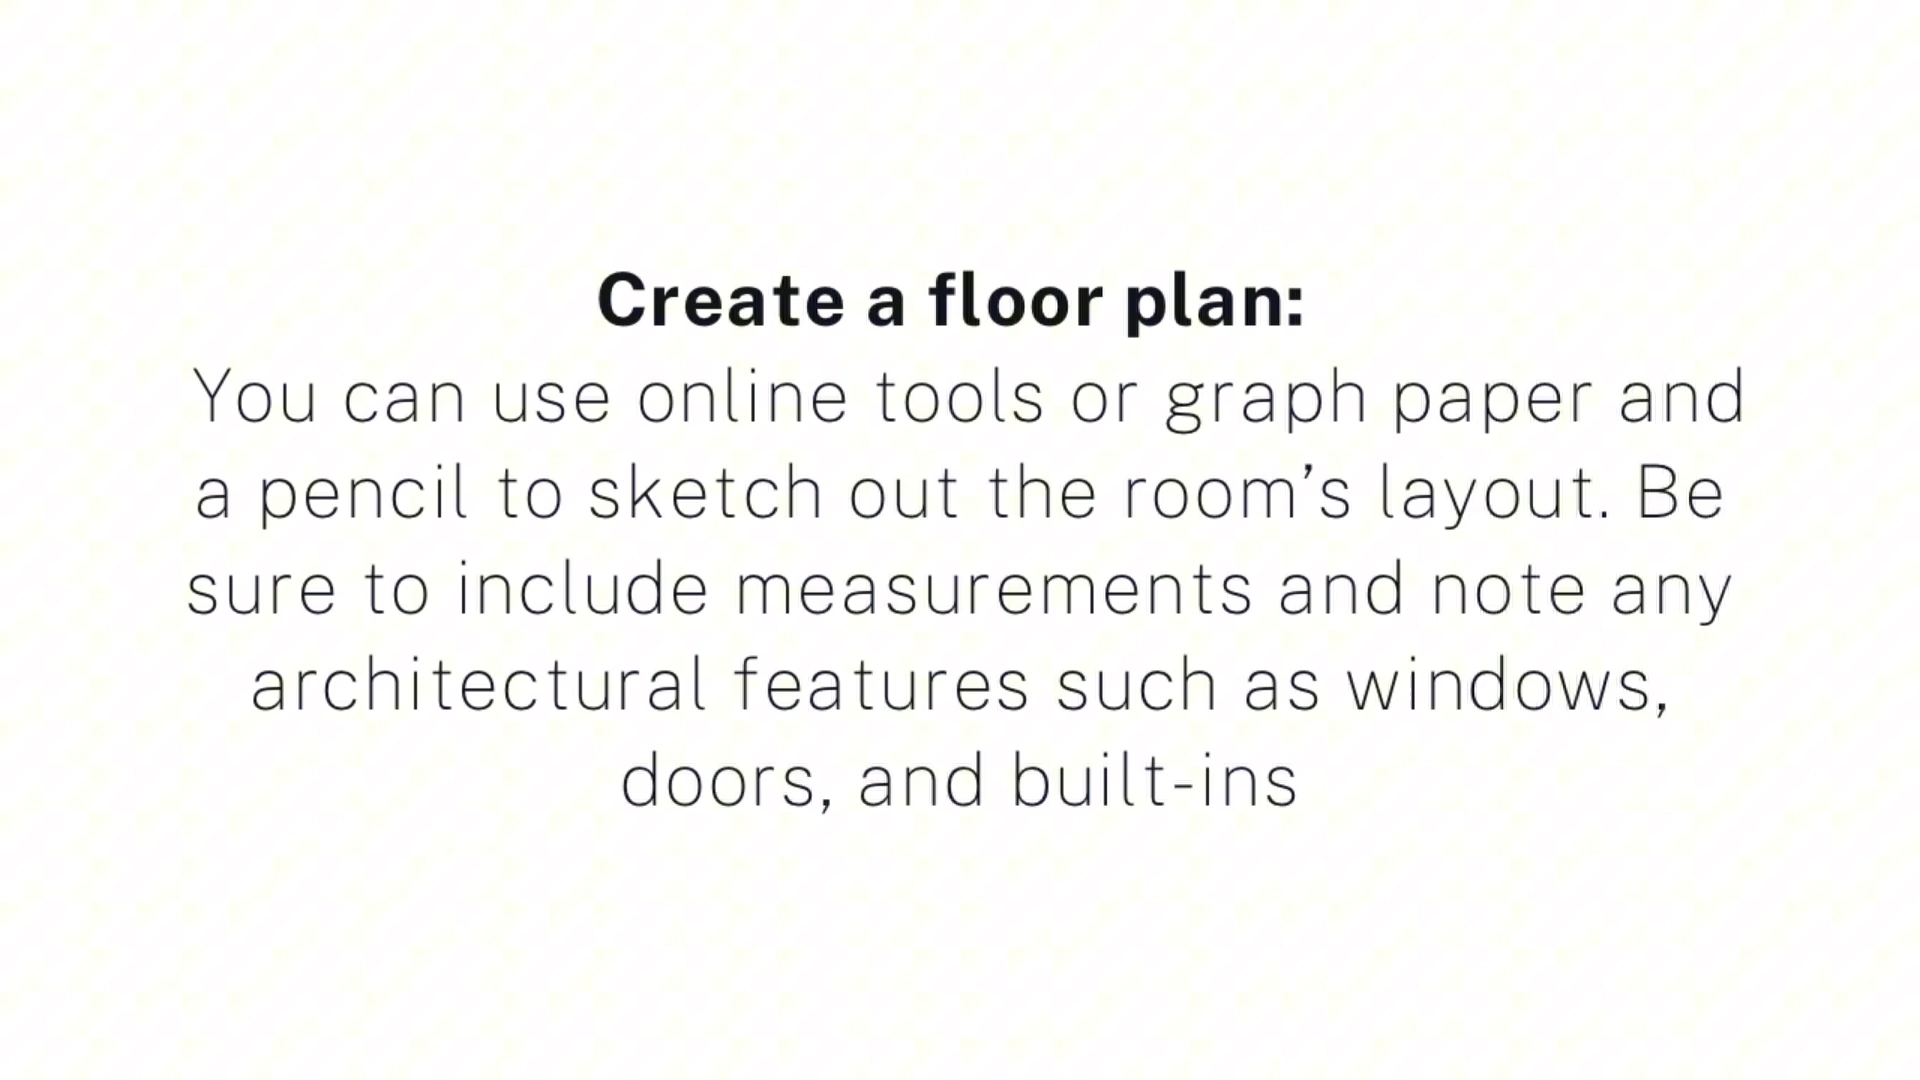 Create a floor plan:
You can use online tools or graph paper and
a pencil to sketch out the room’s layout. Be
sure to include measurements and note any
architectural features such as windows,
doors, and built-ins